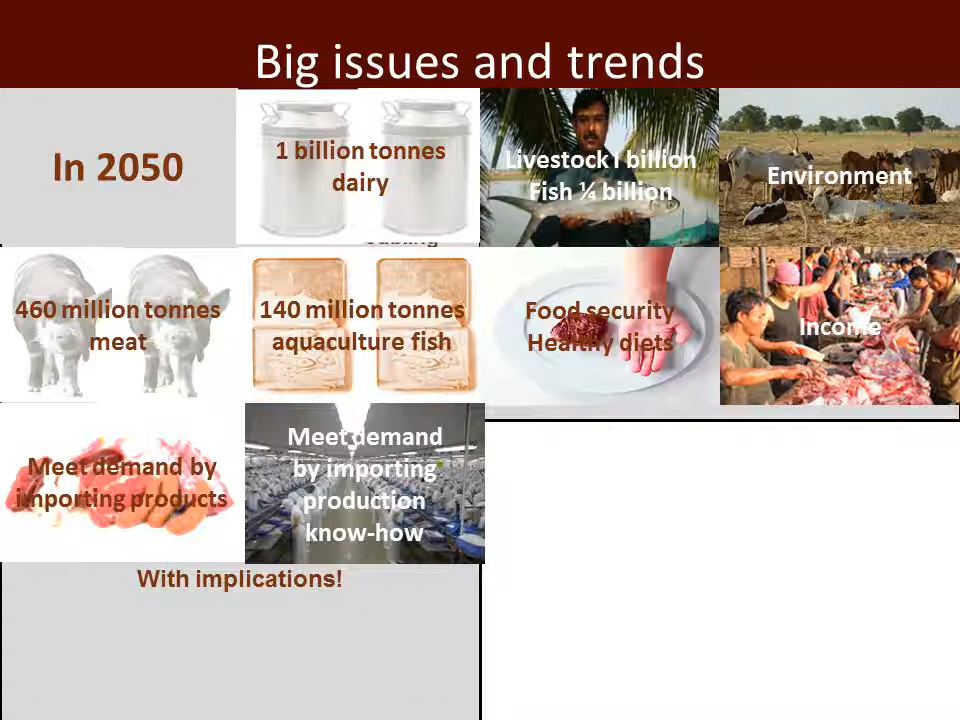 Big issues and trends
In 2050
1 billion tonnes
dairy
Livestock I billion
Fish ¼ billion
Environment
460 million tonnes
meat
140 million tonnes
aquaculture fish
Food security
Healthy diets
Income
Meet demand by
importing products
Meet demand
by importing
production
know-how
With implications!